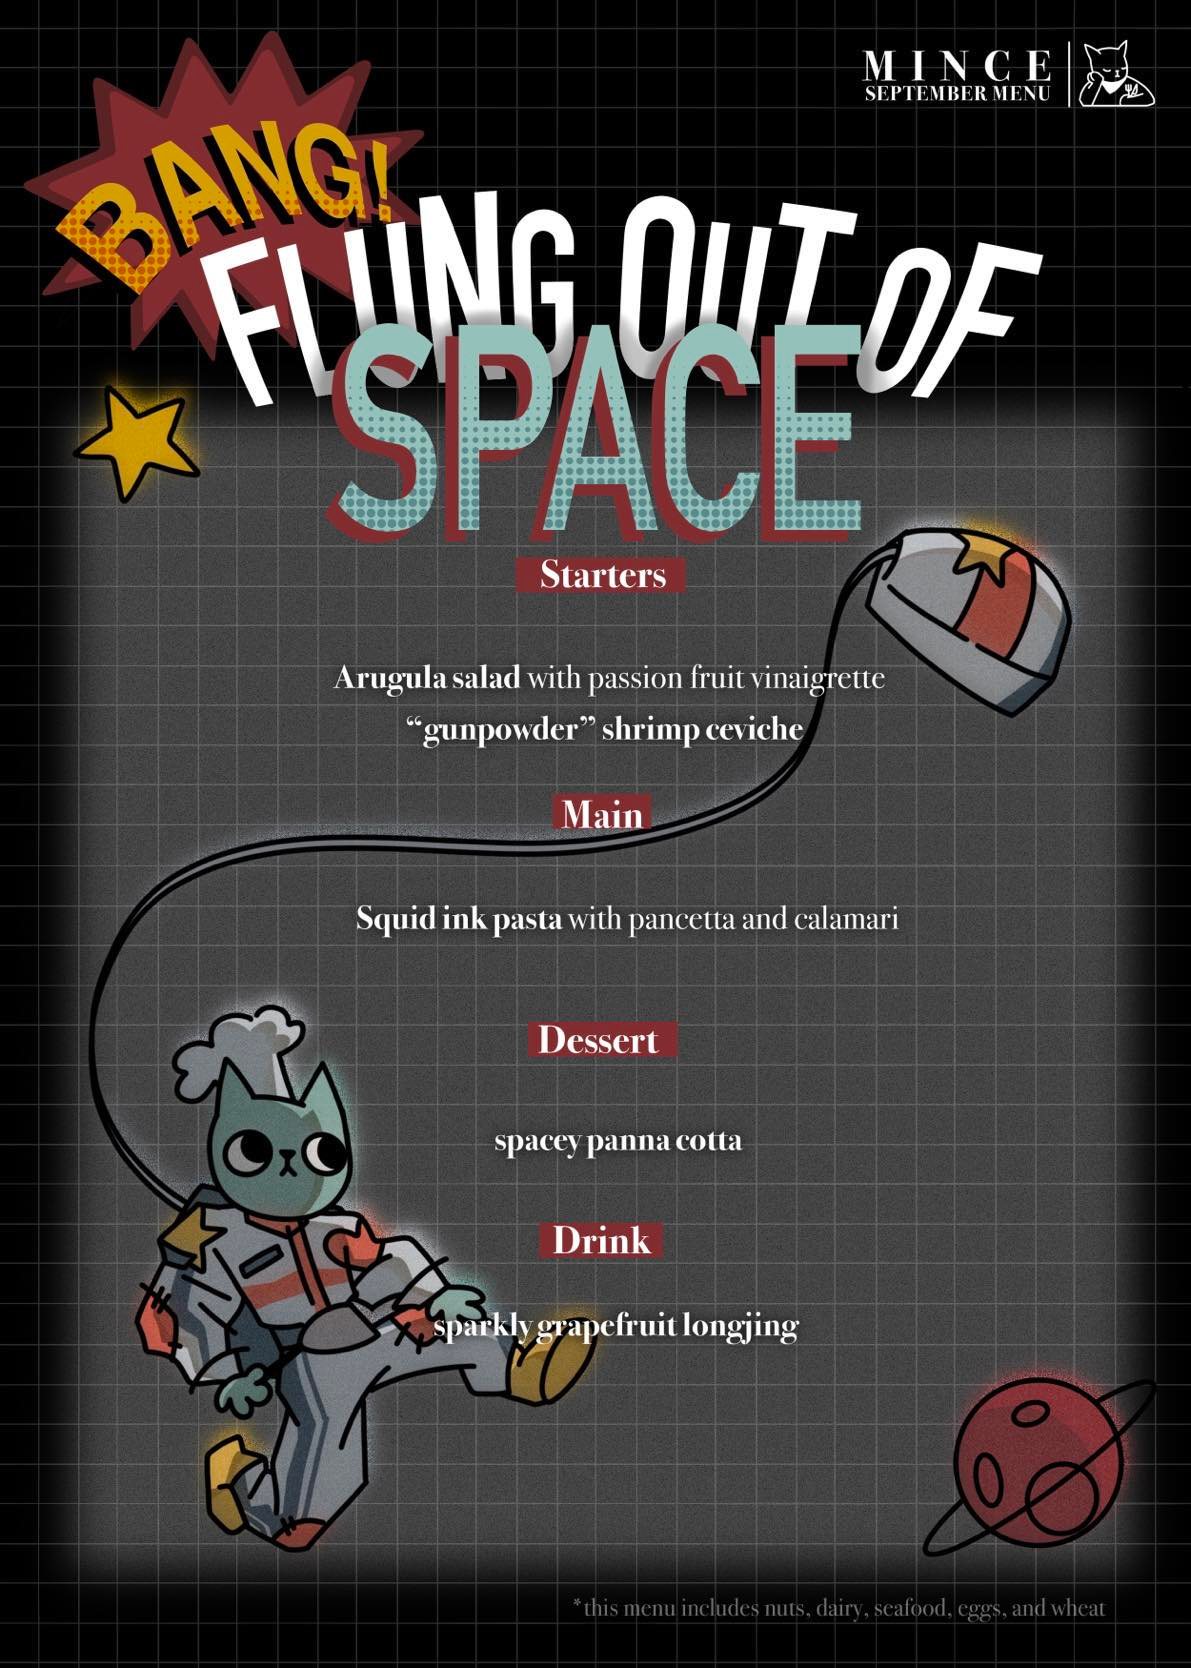 MINCE
SEPTEMBER MENU
BANG!
FLUNG OUT OF
SPACE
Starters
Arugula salad with passion fruit vinaigrette
“gunpowder” shrimp ceviche
Main
Squid ink pasta with pancetta and calamari
Dessert
spacey panna cotta
Drink
sparkly grapefruit longjing
*this menu includes nuts, dairy, seafood, eggs, and wheat